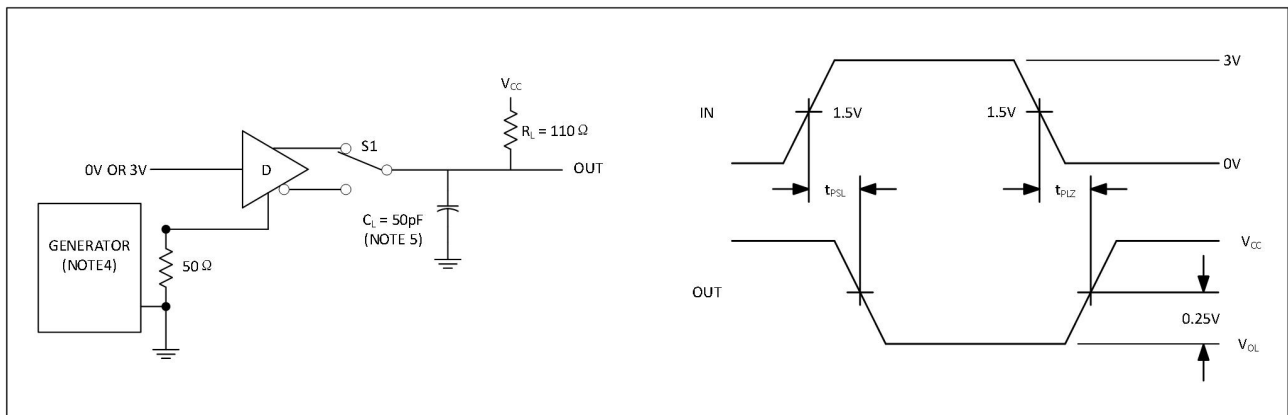 V_CC
R_L = 110 Ω
S1
0V OR 3V
D
OUT
C_L = 50pF
(NOTE 5)
GENERATOR
(NOTE4)
50 Ω
3V
IN
1.5V
1.5V
0V
t_PSL
t_PLZ
V_CC
OUT
0.25V
V_OL